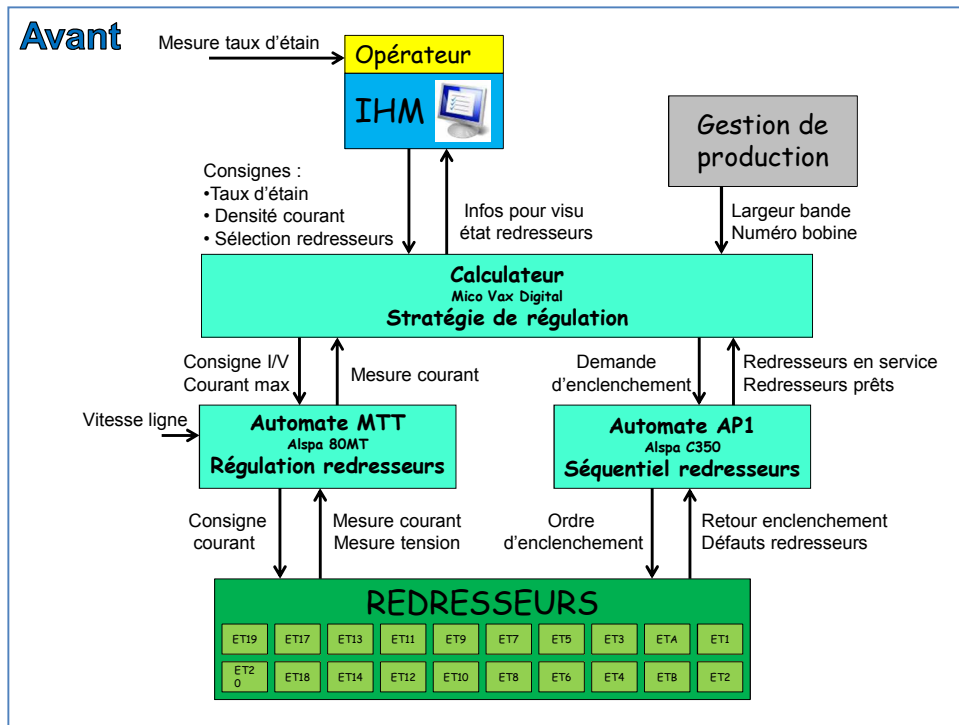 Avant
Mesure taux d'étain
Opérateur
IHM
Gestion de
production
Consignes :
•Taux d'étain
• Densité courant
• Sélection redresseurs
Infos pour visu
état redresseurs
Largeur bande
Numéro bobine
Calculateur
Mico Vax Digital
Stratégie de régulation
Consigne I/V
Courant max
Mesure courant
Demande
d'enclenchement
Redresseurs en service
Redresseurs prêts
Vitesse ligne
Automate MTT
Alspa 80MT
Régulation redresseurs
Automate AP1
Alspa C350
Séquentiel redresseurs
Consigne
courant
Mesure courant
Mesure tension
Ordre
d'enclenchement
Retour enclenchement
Défauts redresseurs
REDRESSEURS
ET19 ET17 ET13 ET11 ET9 ET7 ET5 ET3 ETA ET1
ET2
0
ET18 ET14 ET12 ET10 ET8 ET6 ET4 ETB ET2